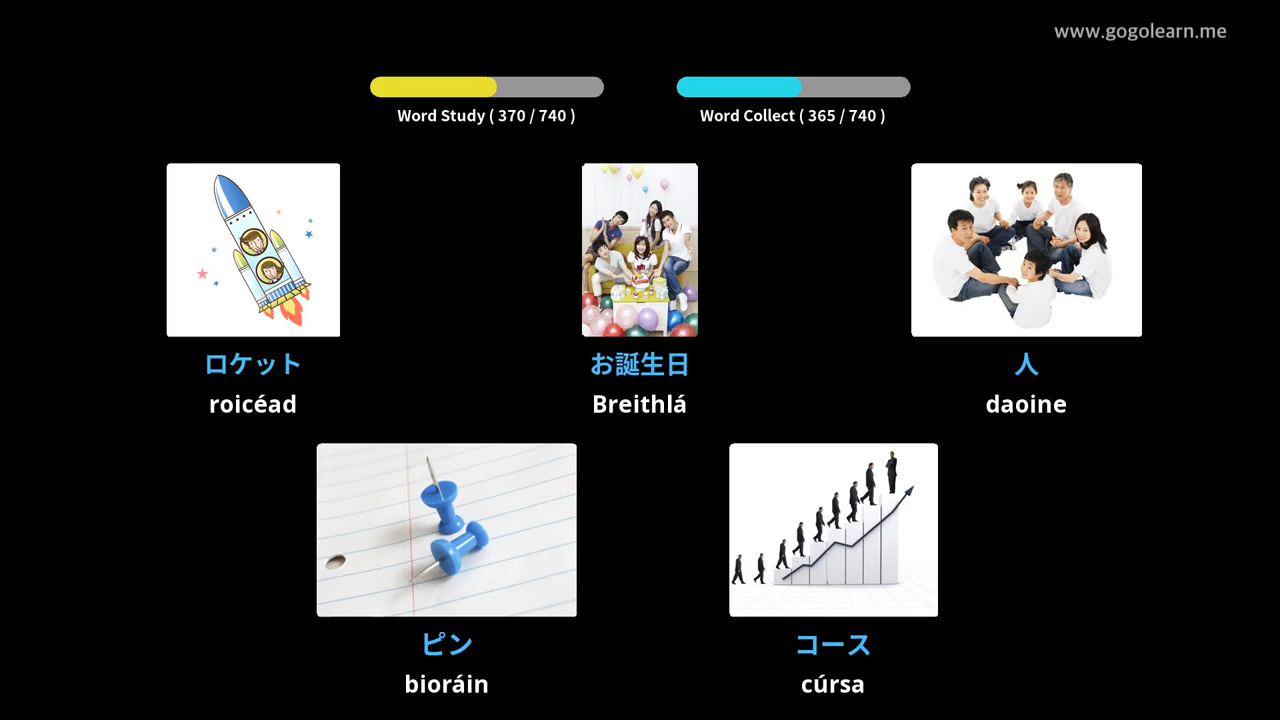 www.gogolearn.me
Word Study ( 370 / 740 )
Word Collect ( 365 / 740 )
ロケット
roicéad
お誕生日
Breithlá
人
daoine
ピン
bioráin
コース
cúrsa